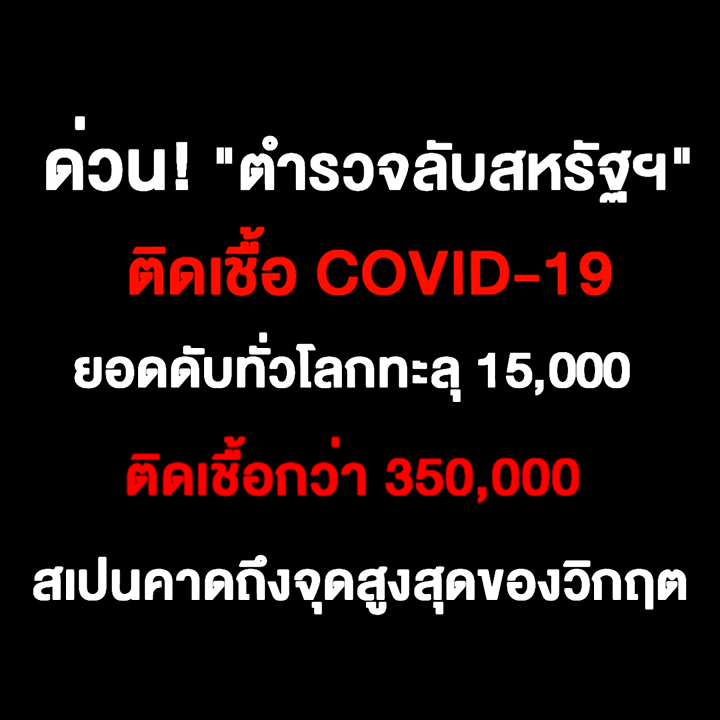 ด่วน! "ตำรวจลับสหรัฐฯ"
ติดเชื้อ COVID-19
ยอดดับทั่วโลกทะลุ 15,000
ติดเชื้อกว่า 350,000
สเปนคาดถึงจุดสูงสุดของวิกฤต